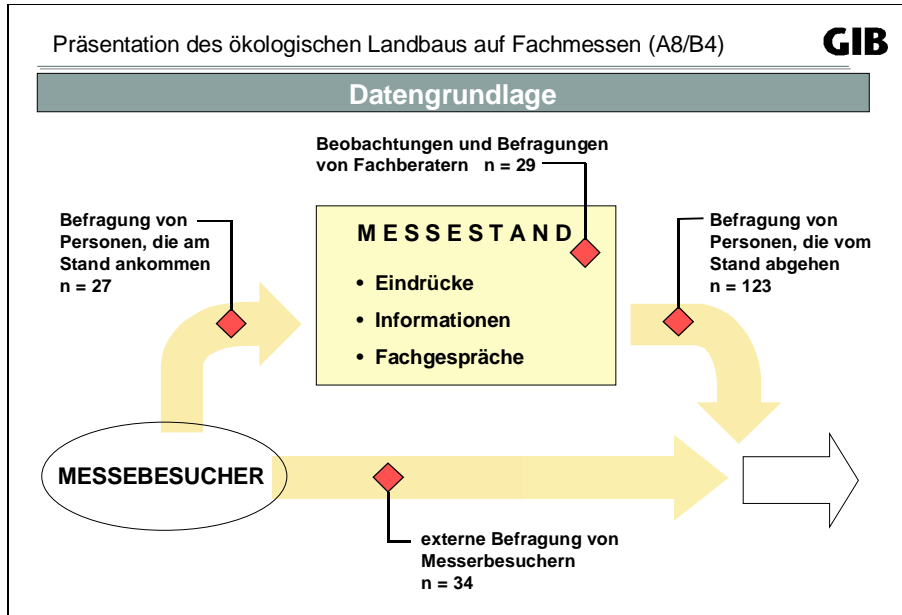 Präsentation des ökologischen Landbaus auf Fachmessen (A8/B4)
GIB
Datengrundlage
Beobachtungen und Befragungen
von Fachberatern n = 29
Befragung von
Personen, die am
Stand ankommen
n = 27
MESSESTAND
• Eindrücke
• Informationen
• Fachgespräche
Befragung von
Personen, die vom
Stand abgehen
n = 123
MESSEBESUCHER
externe Befragung von
Messerbesuchern
n = 34